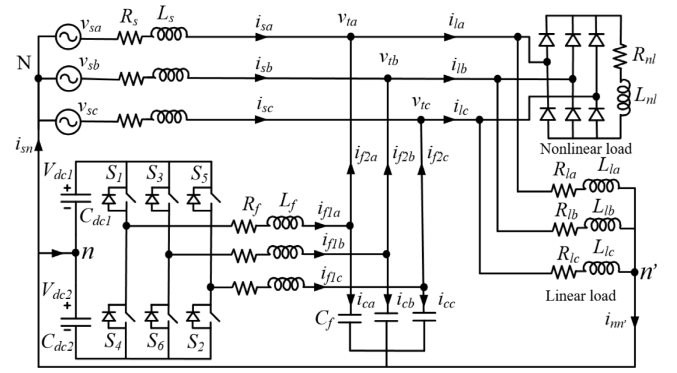 v_sa R_s L_s i_sa v_ta i_la
N v_sb i_sb v_tb i_lb R_nl
L_nl
v_sc i_sc v_tc i_lc
Nonlinear load
i_sn
V_dc1 S_1 S_3 S_5 i_f2a i_f2b i_f2c R_la L_la
+
−
C_dc1 R_f L_f i_f1a R_lb L_lb
n i_f1b R_lc L_lc n'
V_dc2 i_f1c Linear load
+
−
C_dc2 S_4 S_6 S_2 C_f i_ca i_cb i_cc i_nn'